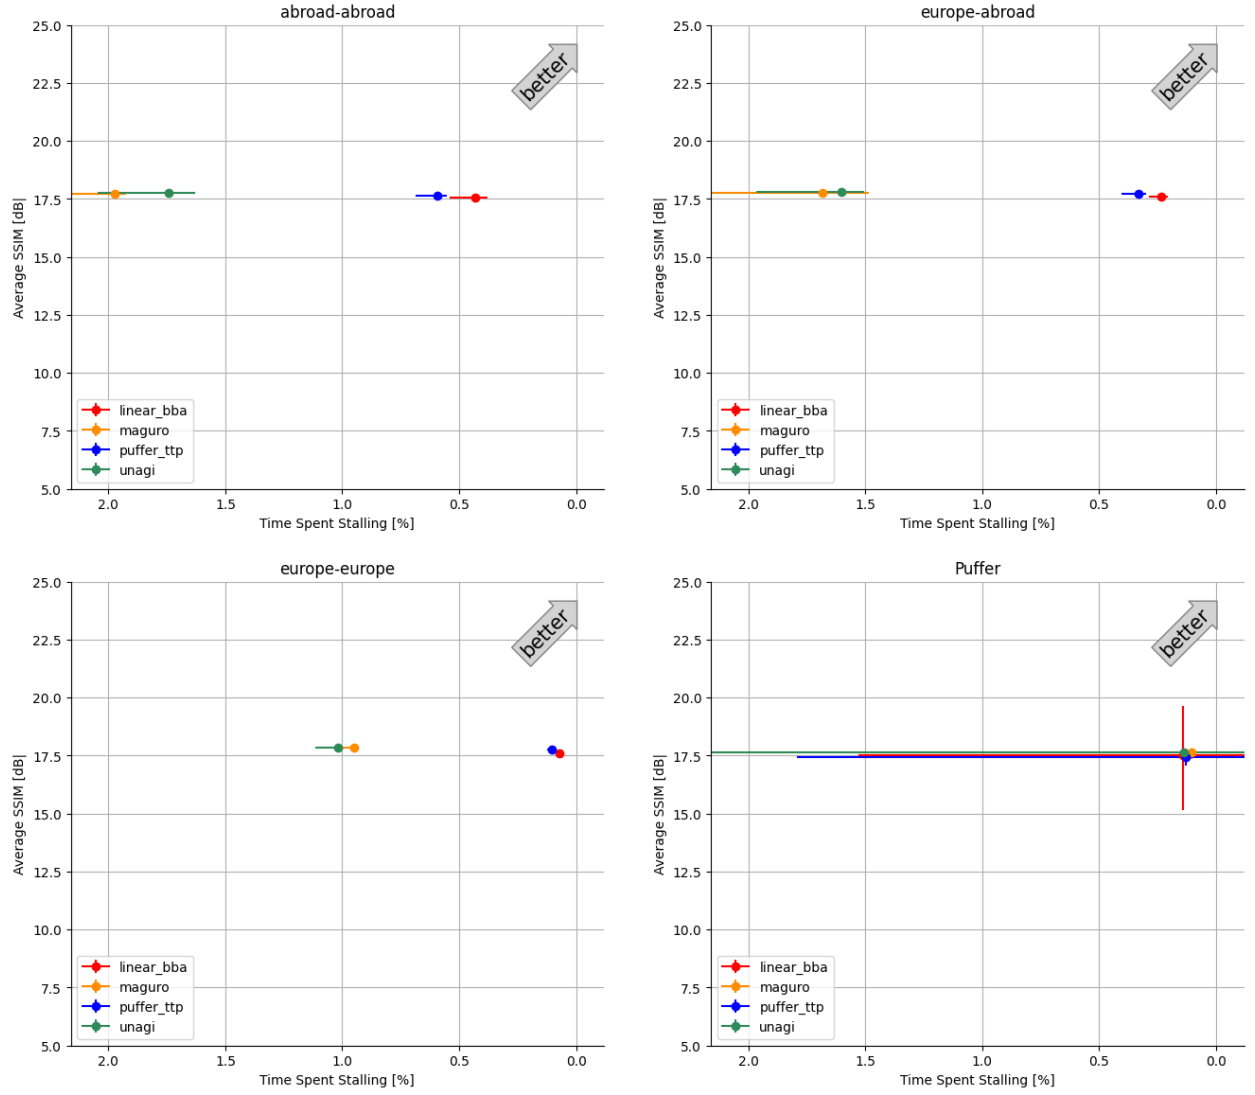 abroad-abroad
25.0
22.5
20.0
17.5
15.0
12.5
10.0
7.5
5.0
Average SSIM [dB|
better
linear_bba
maguro
puffer_ttp
unagi
2.0 1.5 1.0 0.5 0.0
Time Spent Stalling [%]
europe-abroad
25.0
22.5
20.0
17.5
15.0
12.5
10.0
7.5
5.0
Average SSIM [dB|
better
linear_bba
maguro
puffer_ttp
unagi
2.0 1.5 1.0 0.5 0.0
Time Spent Stalling [%]
europe-europe
25.0
22.5
20.0
17.5
15.0
12.5
10.0
7.5
5.0
Average SSIM [dB|
better
linear_bba
maguro
puffer_ttp
unagi
2.0 1.5 1.0 0.5 0.0
Time Spent Stalling [%]
Puffer
25.0
22.5
20.0
17.5
15.0
12.5
10.0
7.5
5.0
Average SSIM [dB|
better
linear_bba
maguro
puffer_ttp
unagi
2.0 1.5 1.0 0.5 0.0
Time Spent Stalling [%]